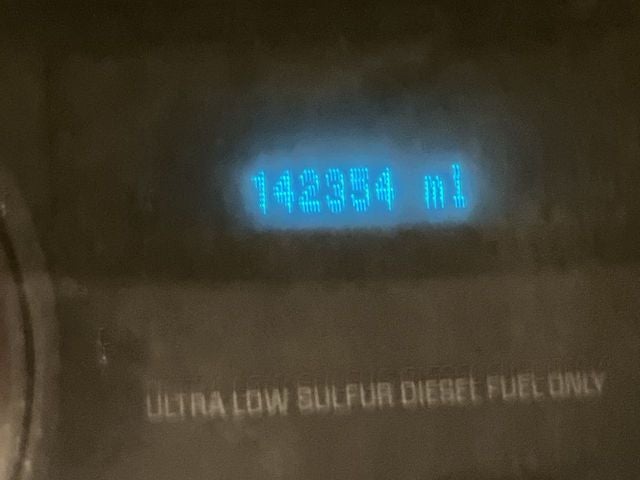 142354 mi
ULTRA LOW SULFUR DIESEL FUEL ONLY